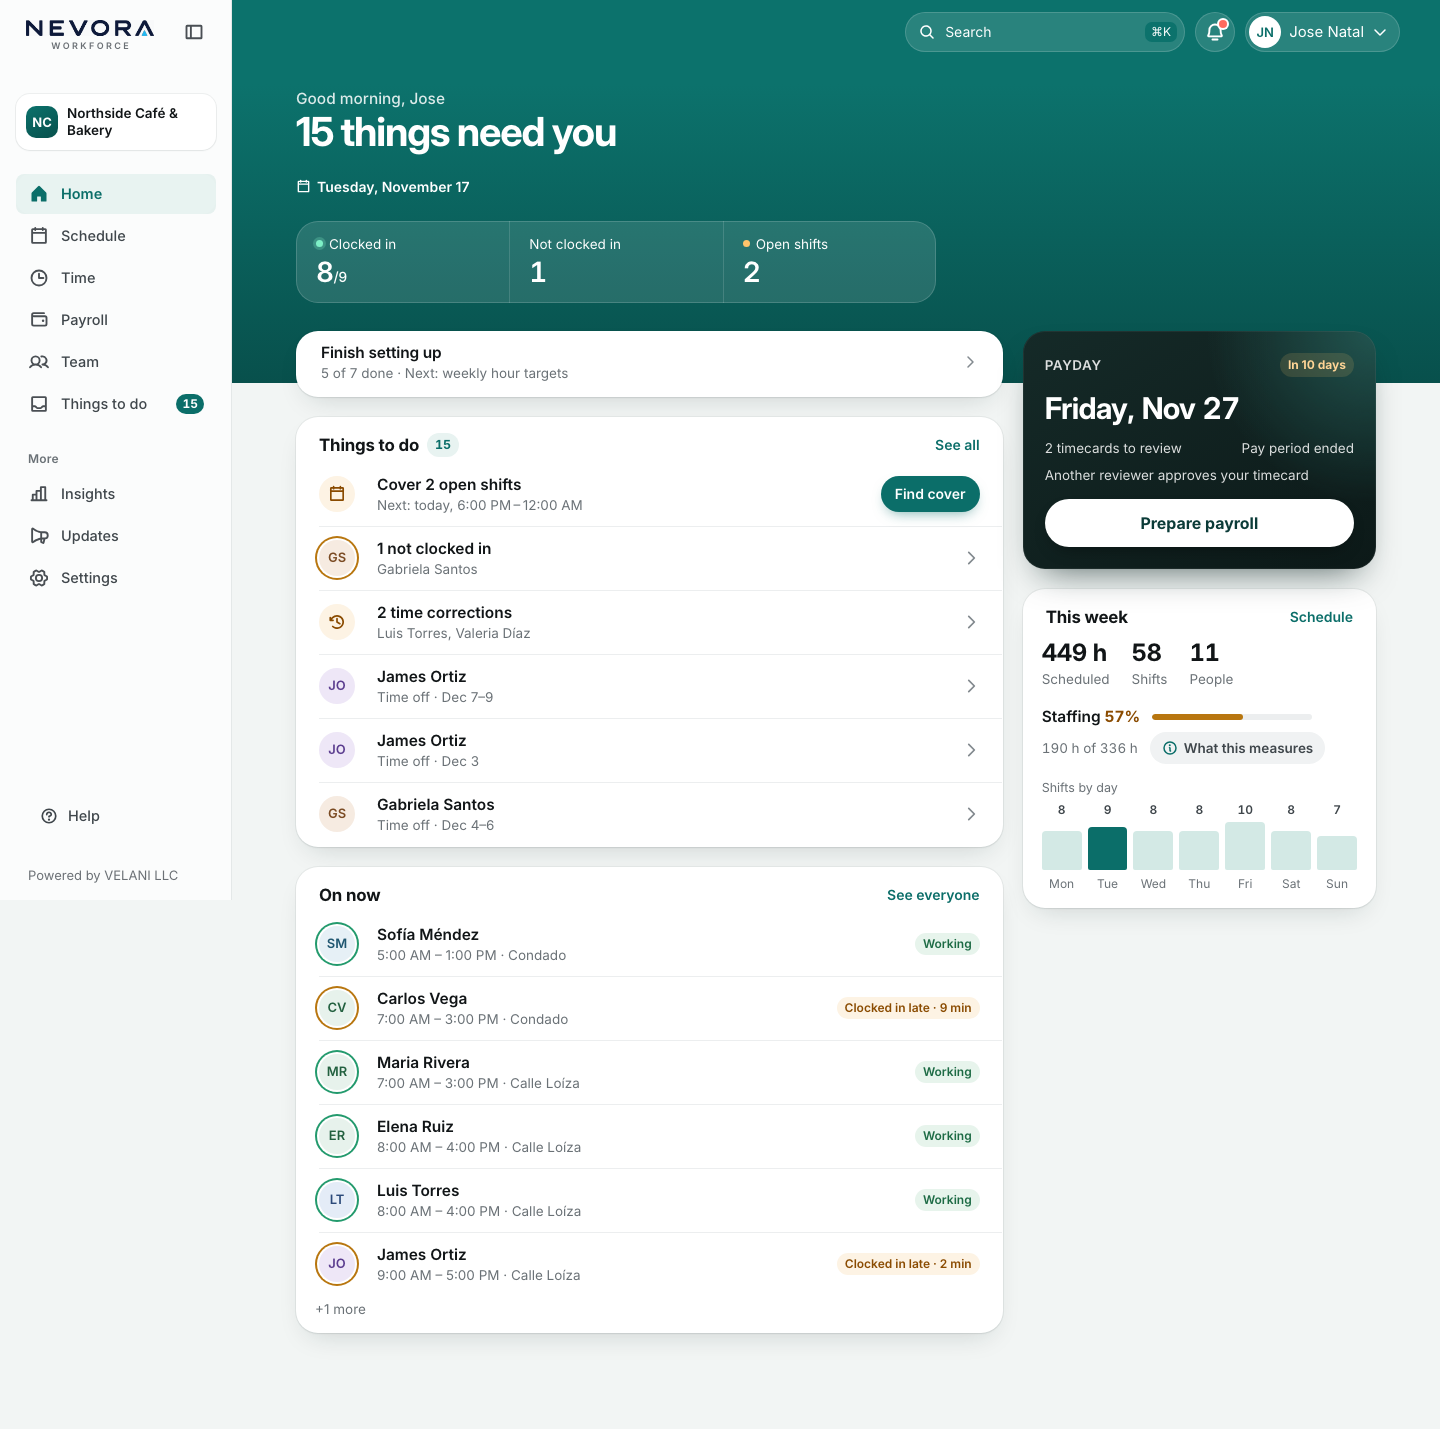 NEVORA
WORKFORCE
Search
⌘K
JN
Jose Natal
NC
Northside Café &
Bakery
Home
Schedule
Time
Payroll
Team
Things to do
15
More
Insights
Updates
Settings
Help
Powered by VELANI LLC
Good morning, Jose
15 things need you
Tuesday, November 17
Clocked in
8/9
Not clocked in
1
Open shifts
2
Finish setting up
5 of 7 done · Next: weekly hour targets
Things to do
15
See all
Cover 2 open shifts
Next: today, 6:00 PM–12:00 AM
Find cover
GS
1 not clocked in
Gabriela Santos
2 time corrections
Luis Torres, Valeria Díaz
JO
James Ortiz
Time off · Dec 7–9
JO
James Ortiz
Time off · Dec 3
GS
Gabriela Santos
Time off · Dec 4–6
On now
See everyone
SM
Sofía Méndez
5:00 AM – 1:00 PM · Condado
Working
CV
Carlos Vega
7:00 AM – 3:00 PM · Condado
Clocked in late · 9 min
MR
Maria Rivera
7:00 AM – 3:00 PM · Calle Loíza
Working
ER
Elena Ruiz
8:00 AM – 4:00 PM · Calle Loíza
Working
LT
Luis Torres
8:00 AM – 4:00 PM · Calle Loíza
Working
JO
James Ortiz
9:00 AM – 5:00 PM · Calle Loíza
Clocked in late · 2 min
+1 more
PAYDAY
In 10 days
Friday, Nov 27
2 timecards to review
Pay period ended
Another reviewer approves your timecard
Prepare payroll
This week
Schedule
449 h
58
11
Scheduled
Shifts
People
Staffing 57%
190 h of 336 h
What this measures
Shifts by day
8 9 8 8 10 8 7
Mon Tue Wed Thu Fri Sat Sun